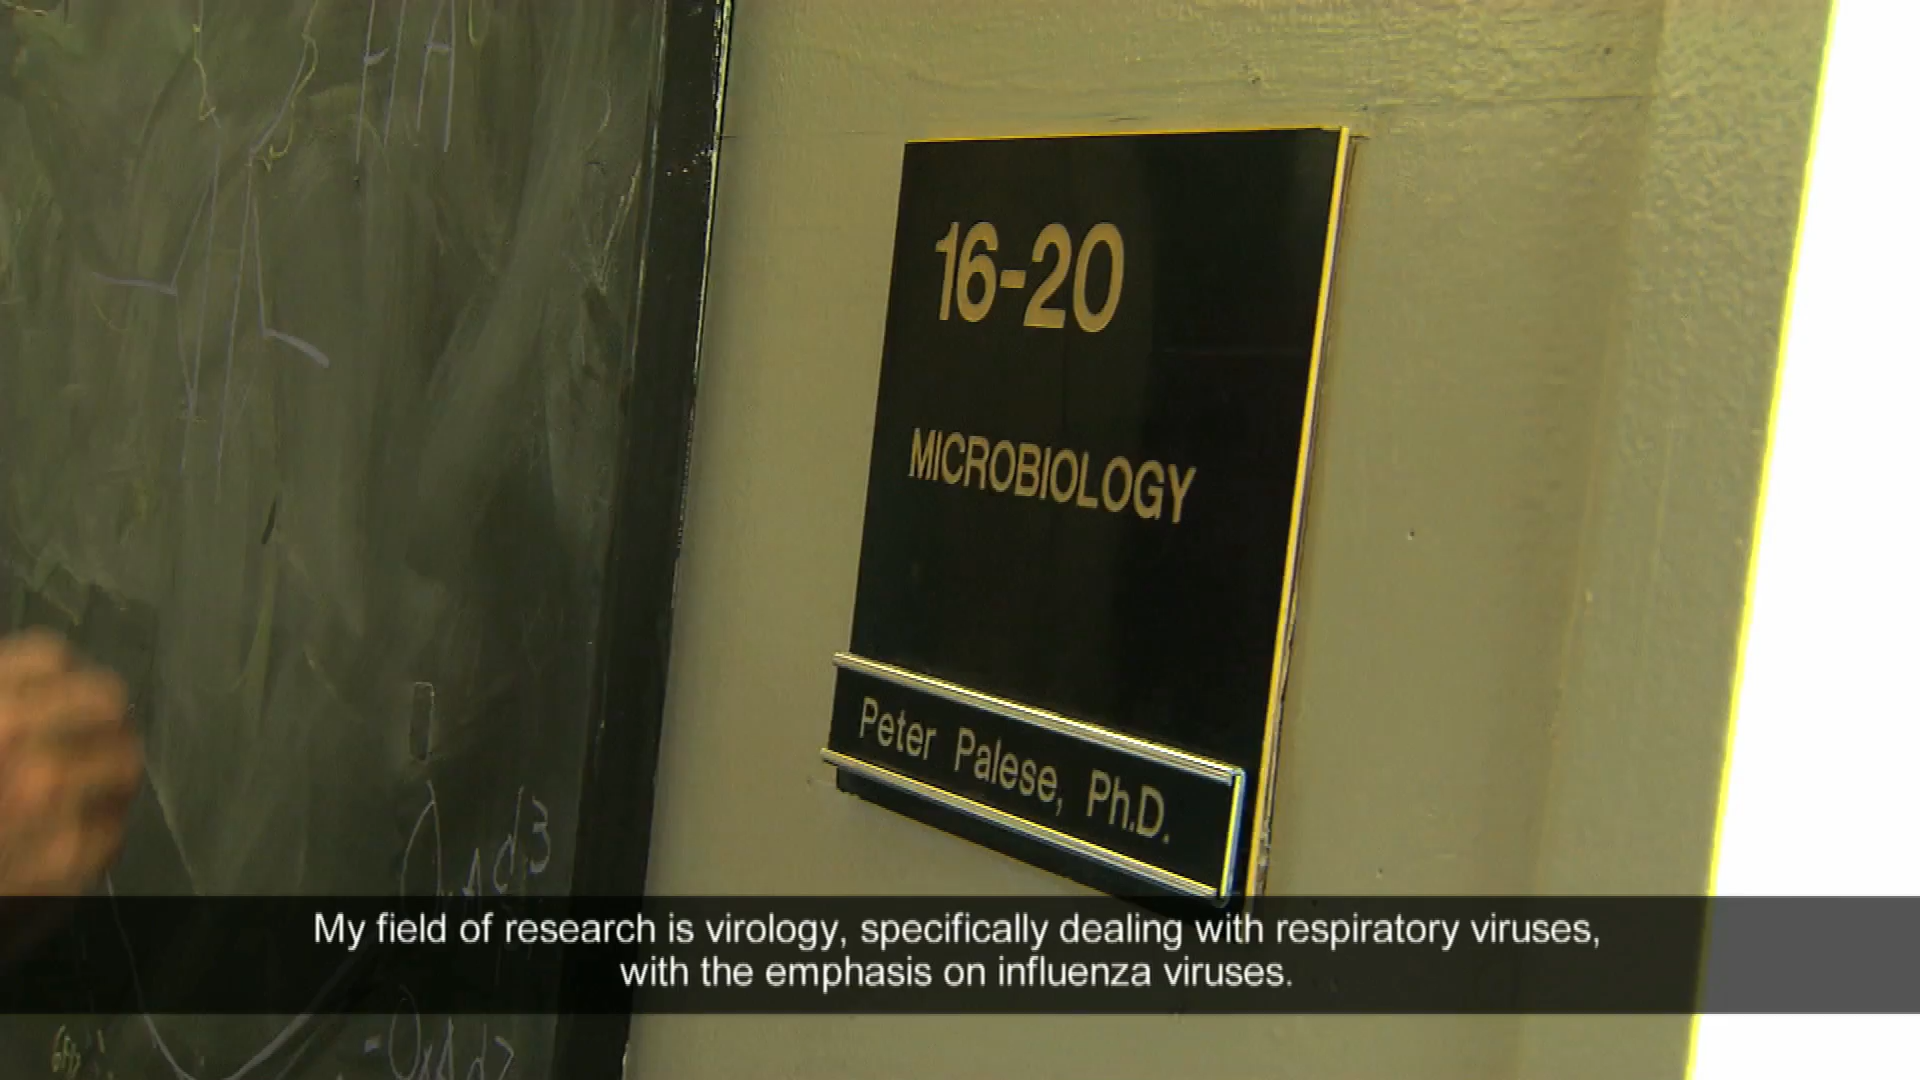 HA
16-20
MICROBIOLOGY
Peter Palese, Ph.D.
My field of research is virology, specifically dealing with respiratory viruses,
with the emphasis on influenza viruses.